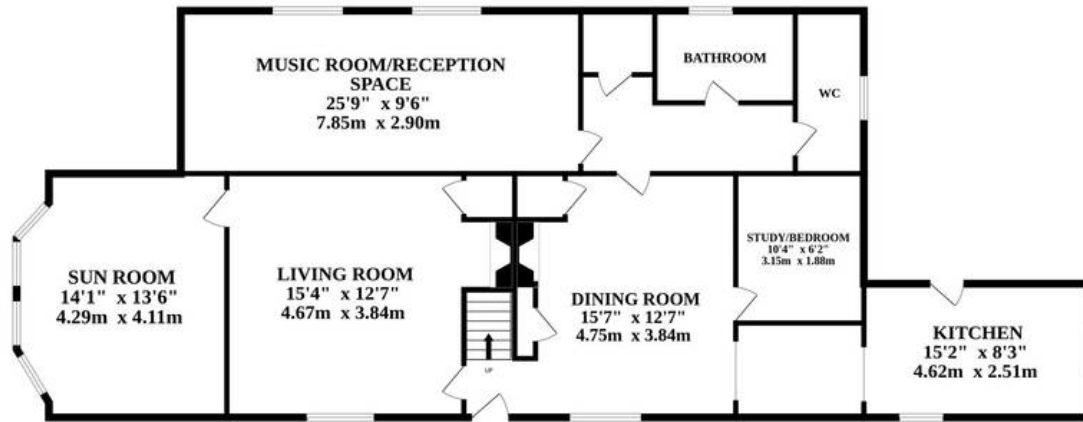 MUSIC ROOM/RECEPTION
SPACE
25'9" x 9'6"
7.85m x 2.90m
BATHROOM
WC
SUN ROOM
14'1" x 13'6"
4.29m x 4.11m
LIVING ROOM
15'4" x 12'7"
4.67m x 3.84m
UP
DINING ROOM
15'7" x 12'7"
4.75m x 3.84m
STUDY/BEDROOM
10'4" x 6'2"
3.15m x 1.88m
KITCHEN
15'2" x 8'3"
4.62m x 2.51m